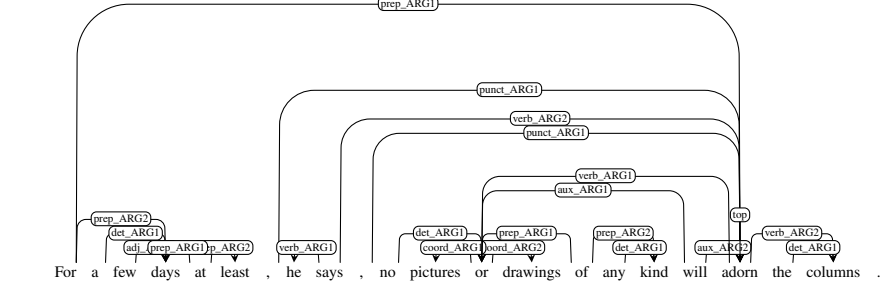 prep_ARG1
punct_ARG1
verb_ARG2
punct_ARG1
verb_ARG1
aux_ARG1
top
prep_ARG2
det_ARG1 prep_ARG1 prep_ARG2 verb_ARG2
adj_ prep_ARG1 p_ARG2 verb_ARG1 coord_ARG1 oord_ARG2 det_ARG1 aux_ARG2 det_ARG1
det_ARG1
For a few days at least , he says , no pictures or drawings of any kind will adorn the columns .